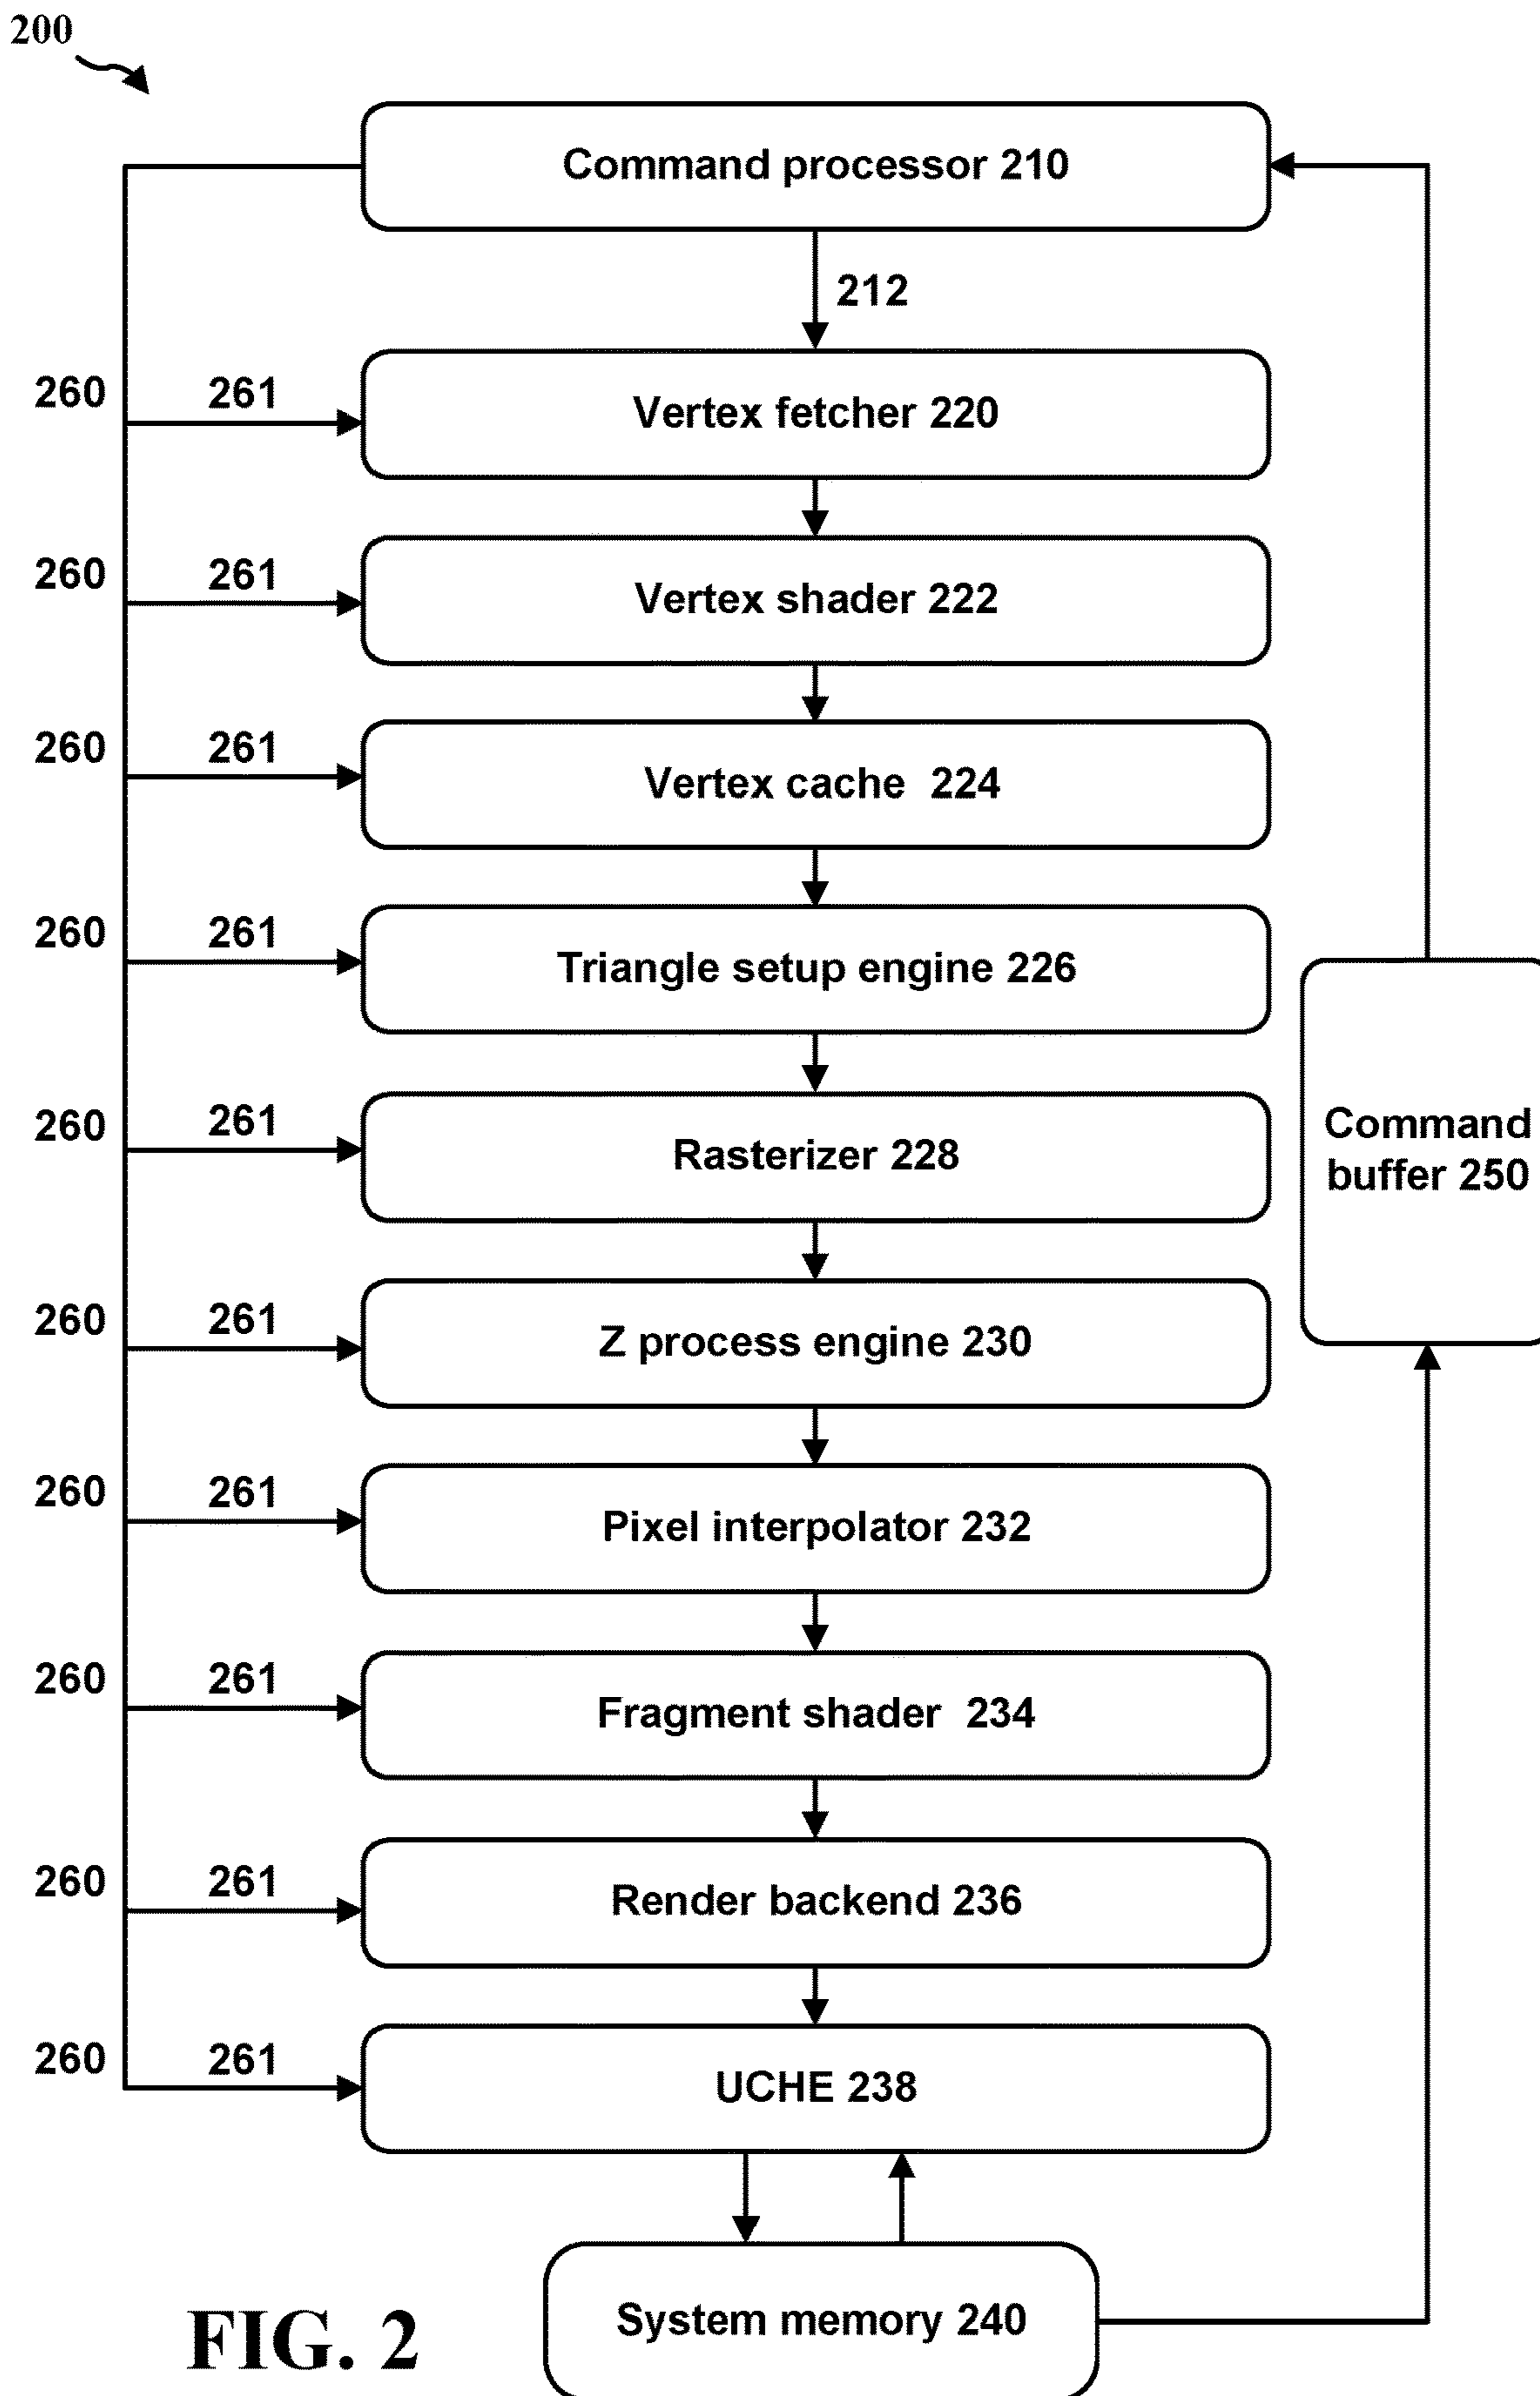 200
Command processor 210
212
260 261 Vertex fetcher 220
260 261 Vertex shader 222
260 261 Vertex cache 224
260 261 Triangle setup engine 226
260 261 Rasterizer 228
Command
buffer 250
260 261 Z process engine 230
260 261 Pixel interpolator 232
260 261 Fragment shader 234
260 261 Render backend 236
260 261 UCHE 238
System memory 240
FIG. 2